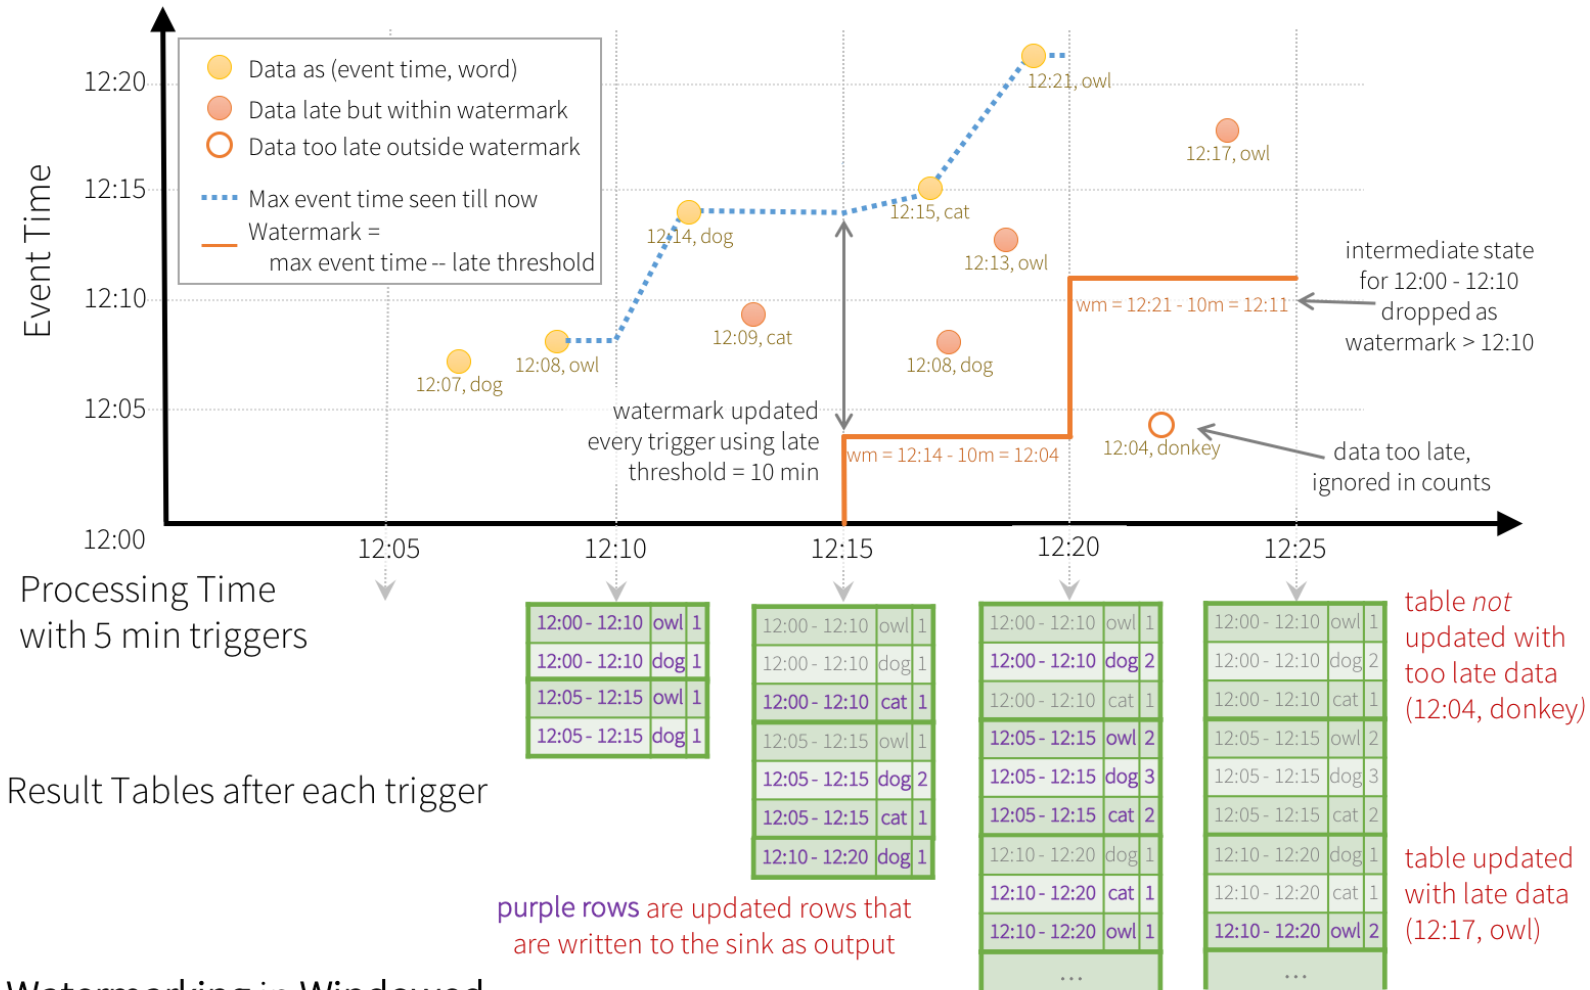 Data as (event time, word)
Data late but within watermark
Data too late outside watermark
Max event time seen till now
Watermark =
max event time -- late threshold
Event Time
12:20
12:15
12:10
12:05
12:00
12:21, owl
12:17, owl
12:15, cat
12:14, dog
12:13, owl
12:09, cat
12:08, owl
12:08, dog
12:07, dog
12:04, donkey
wm = 12:21 - 10m = 12:11
wm = 12:14 - 10m = 12:04
intermediate state
for 12:00 - 12:10
dropped as
watermark > 12:10
watermark updated
every trigger using late
threshold = 10 min
data too late,
ignored in counts
12:05
12:10
12:15
12:20
12:25
Processing Time
with 5 min triggers
Result Tables after each trigger
12:00 - 12:10 owl 1
12:00 - 12:10 dog 1
12:05 - 12:15 owl 1
12:05 - 12:15 dog 1
12:00 - 12:10 owl 1
12:00 - 12:10 dog 1
12:00 - 12:10 cat 1
12:05 - 12:15 owl 1
12:05 - 12:15 dog 2
12:05 - 12:15 cat 1
12:10 - 12:20 dog 1
12:00 - 12:10 owl 1
12:00 - 12:10 dog 2
12:00 - 12:10 cat 1
12:05 - 12:15 owl 2
12:05 - 12:15 dog 3
12:05 - 12:15 cat 2
12:10 - 12:20 dog 1
12:10 - 12:20 cat 1
12:10 - 12:20 owl 1
...
12:00 - 12:10 owl 1
12:00 - 12:10 dog 2
12:00 - 12:10 cat 1
12:05 - 12:15 owl 2
12:05 - 12:15 dog 3
12:05 - 12:15 cat 2
12:10 - 12:20 dog 1
12:10 - 12:20 cat 1
12:10 - 12:20 owl 2
...
table not
updated with
too late data
(12:04, donkey)
table updated
with late data
(12:17, owl)
purple rows are updated rows that
are written to the sink as output
Watermarking in Windowed